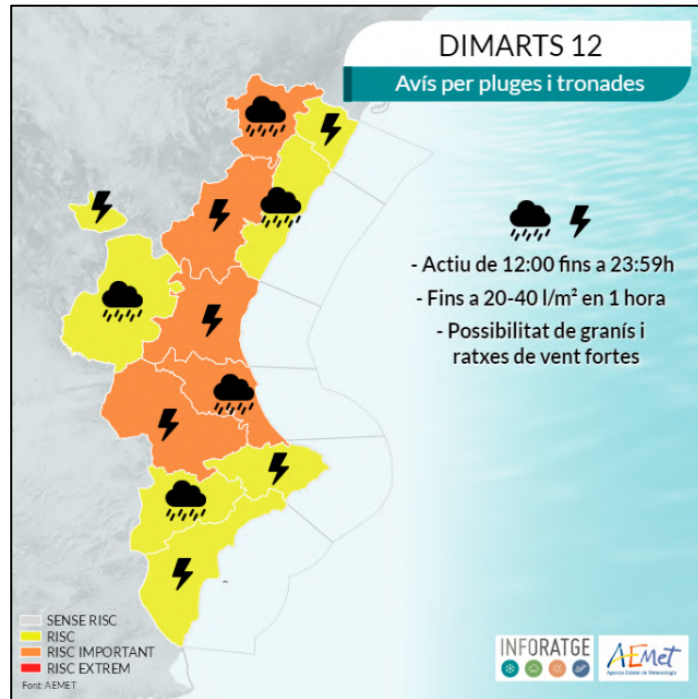 DIMARTS 12
Avís per pluges i tronades
- Actiu de 12:00 fins a 23:59h
- Fins a 20-40 l/m² en 1 hora
- Possibilitat de granís i
ratxes de vent fortes
SENSE RISC
RISC
RISC IMPORTANT
RISC EXTREM
Font: AEMET
INFORATGE
AEMet
Agencia Estatal de Meteorología